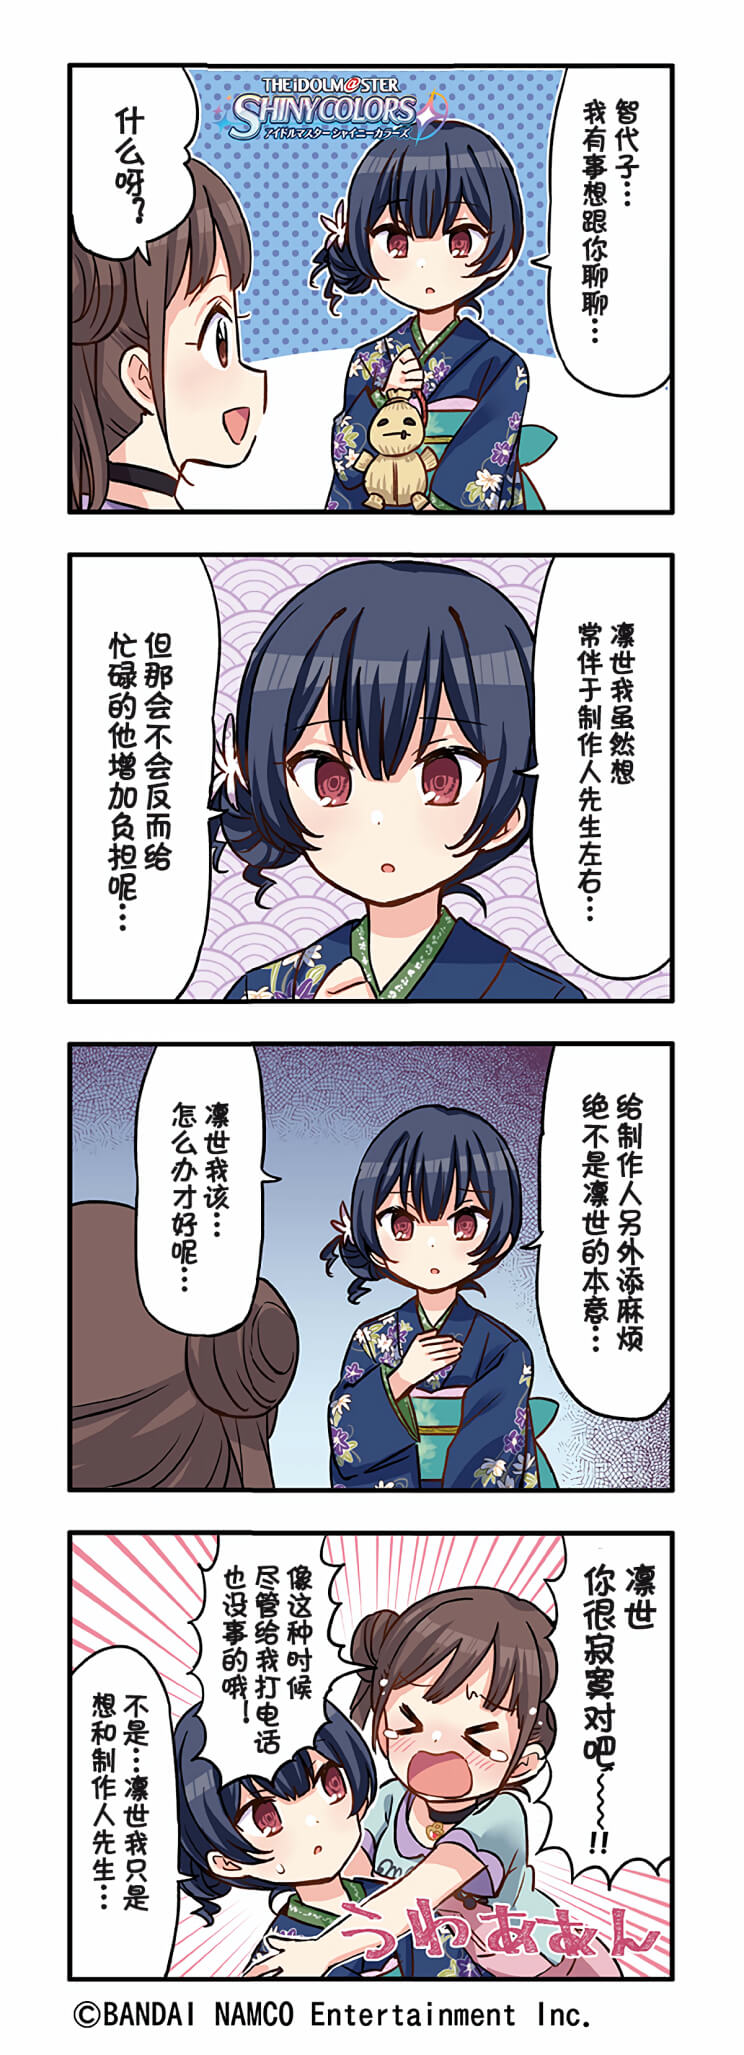 THE iDOLM@STER
SHINY COLORS
アイドルマスター シャイニーカラーズ
智代子…
我有事想跟你聊聊…
什么呀?
凛世我虽然想
常伴于制作人先生左右…
但那会不会反而给
忙碌的他增加负担呢…
给制作人另外添麻烦
绝不是凛世的本意…
凛世我该…
怎么办才好呢…
凛世
你很寂寞对吧~~!!
像这种时候
尽管给我打电话
也没事的哦!
不是…凛世我只是
想和制作人先生…
うわああん
©BANDAI NAMCO Entertainment Inc.